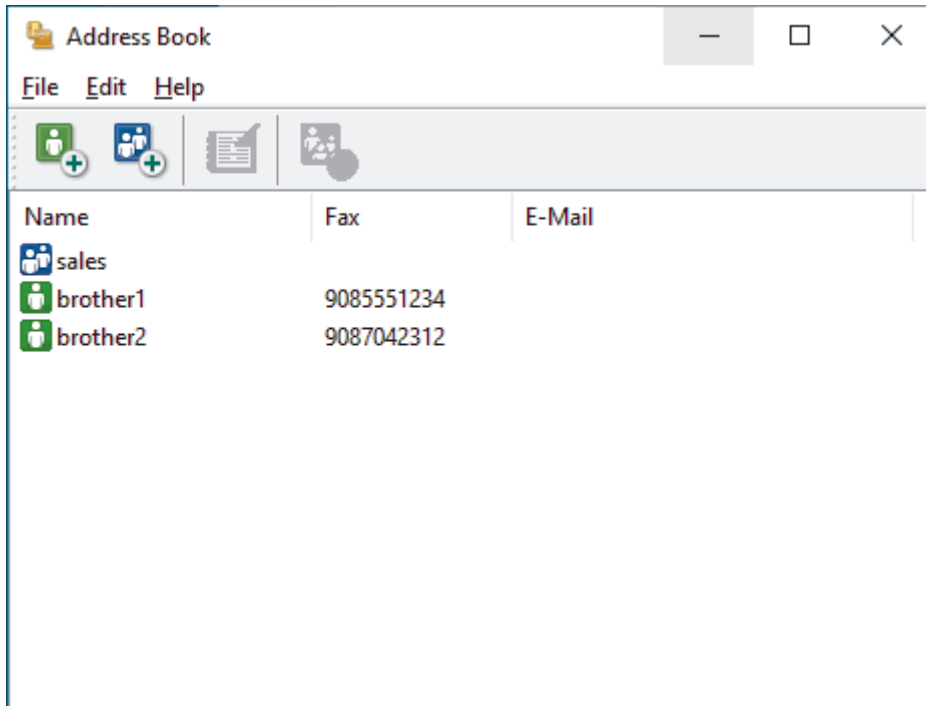 Address Book
File Edit Help
Name Fax E-Mail
sales
brother1 9085551234
brother2 9087042312